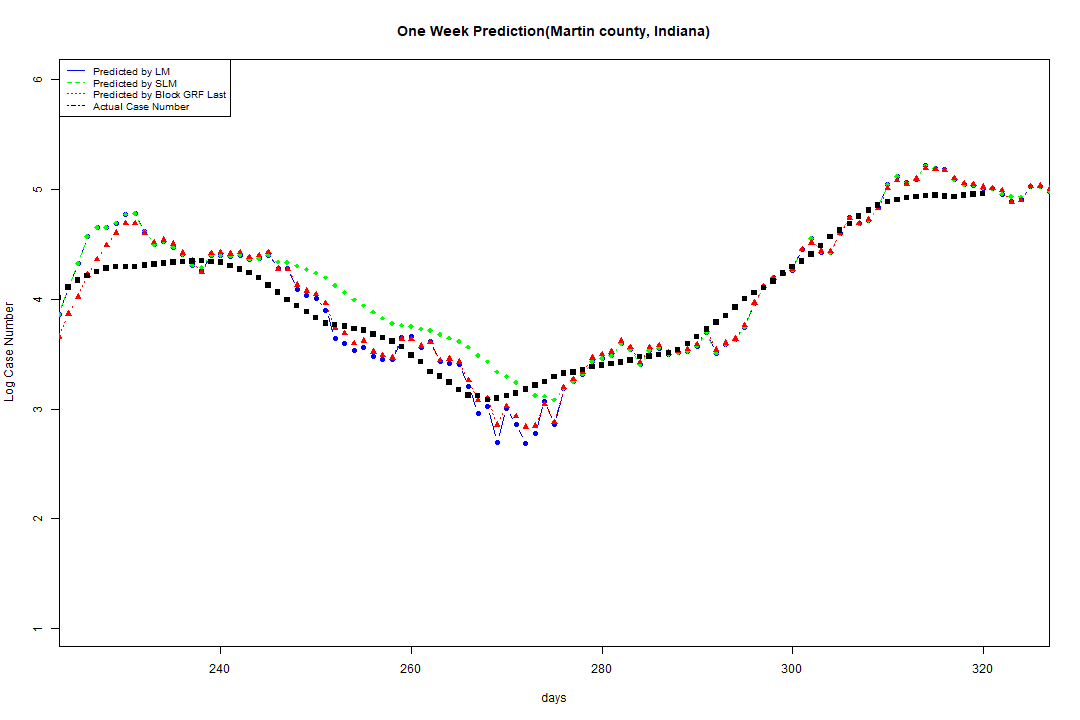 One Week Prediction(Martin county, Indiana)
Predicted by LM
Predicted by SLM
Predicted by Block GRF Last
Actual Case Number
6
5
4
3
2
1
Log Case Number
240 260 280 300 320
days